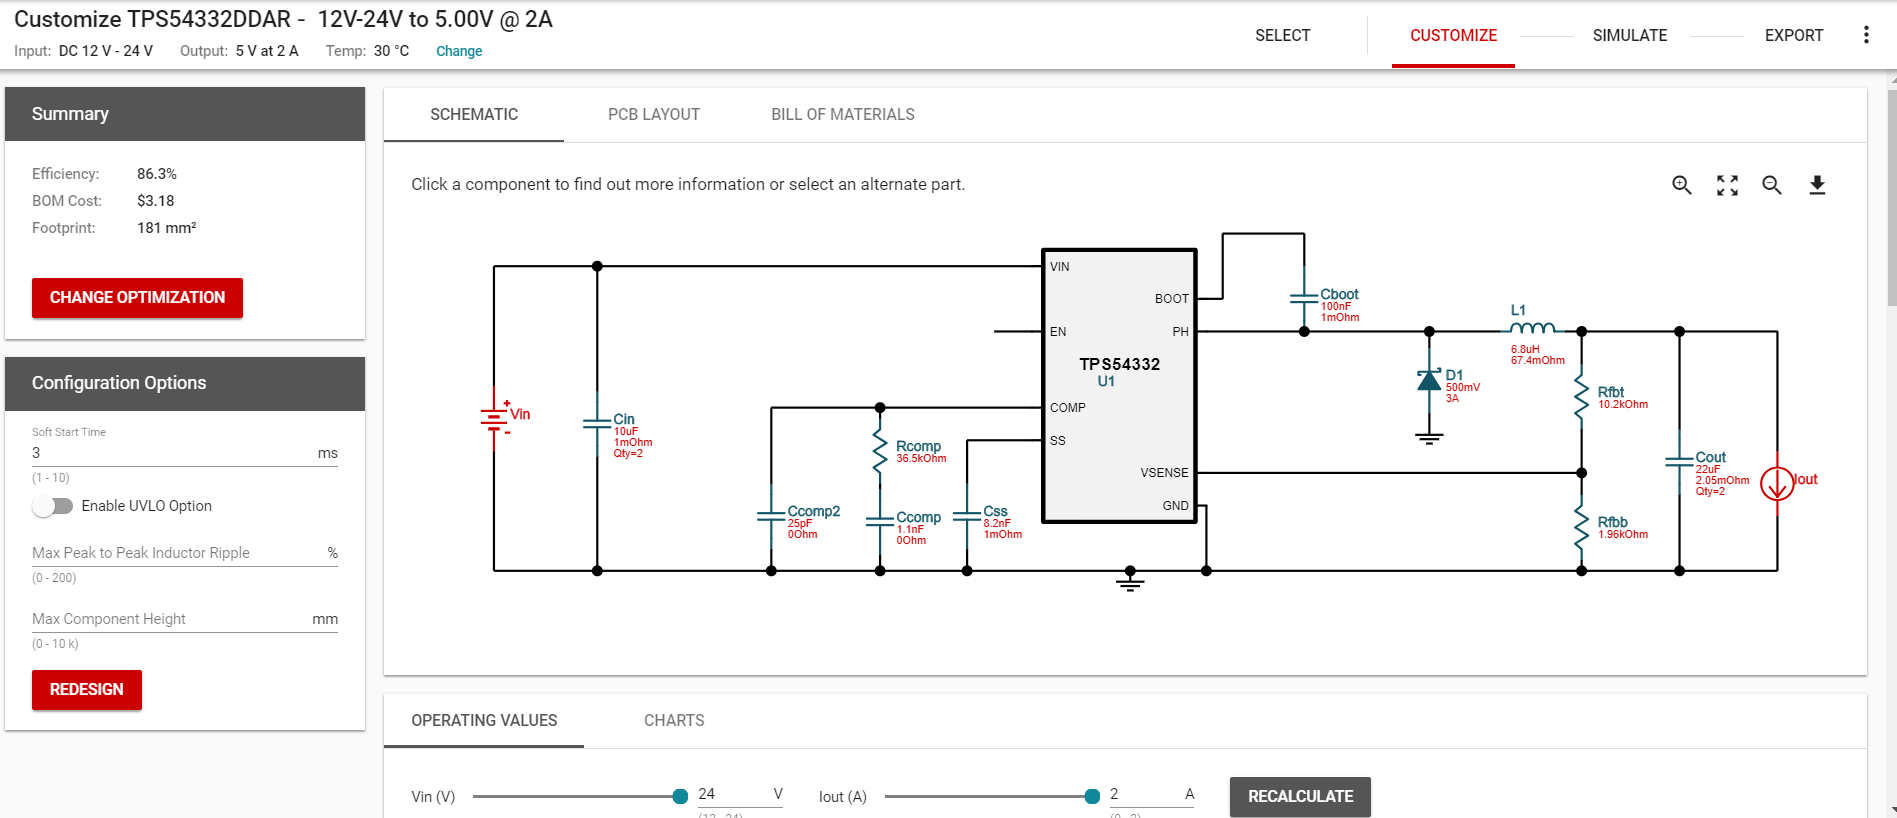 Customize TPS54332DDAR - 12V-24V to 5.00V @ 2A
Input: DC 12 V - 24 V Output: 5 V at 2 A Temp: 30 °C Change
SELECT CUSTOMIZE SIMULATE EXPORT
Summary
Efficiency: 86.3%
BOM Cost: $3.18
Footprint: 181 mm²
CHANGE OPTIMIZATION
Configuration Options
Soft Start Time
3 ms
(1 - 10)
Enable UVLO Option
Max Peak to Peak Inductor Ripple %
(0 - 200)
Max Component Height mm
(0 - 10 k)
REDESIGN
SCHEMATIC PCB LAYOUT BILL OF MATERIALS
Click a component to find out more information or select an alternate part.
Vin
+
-
Cin
10uF
1mOhm
Qty=2
Ccomp2
25pF
0Ohm
Rcomp
36.5kOhm
Ccomp
1.1nF
0Ohm
Css
8.2nF
1mOhm
VIN
EN
COMP
SS
TPS54332
U1
BOOT
PH
VSENSE
GND
Cboot
100nF
1mOhm
D1
500mV
3A
L1
6.8uH
67.4mOhm
Rfbt
10.2kOhm
Rfbb
1.96kOhm
Cout
22uF
2.05mOhm
Qty=2
Iout
OPERATING VALUES CHARTS
Vin (V) 24 V Iout (A) 2 A RECALCULATE
(12 - 24) (0 - 2)